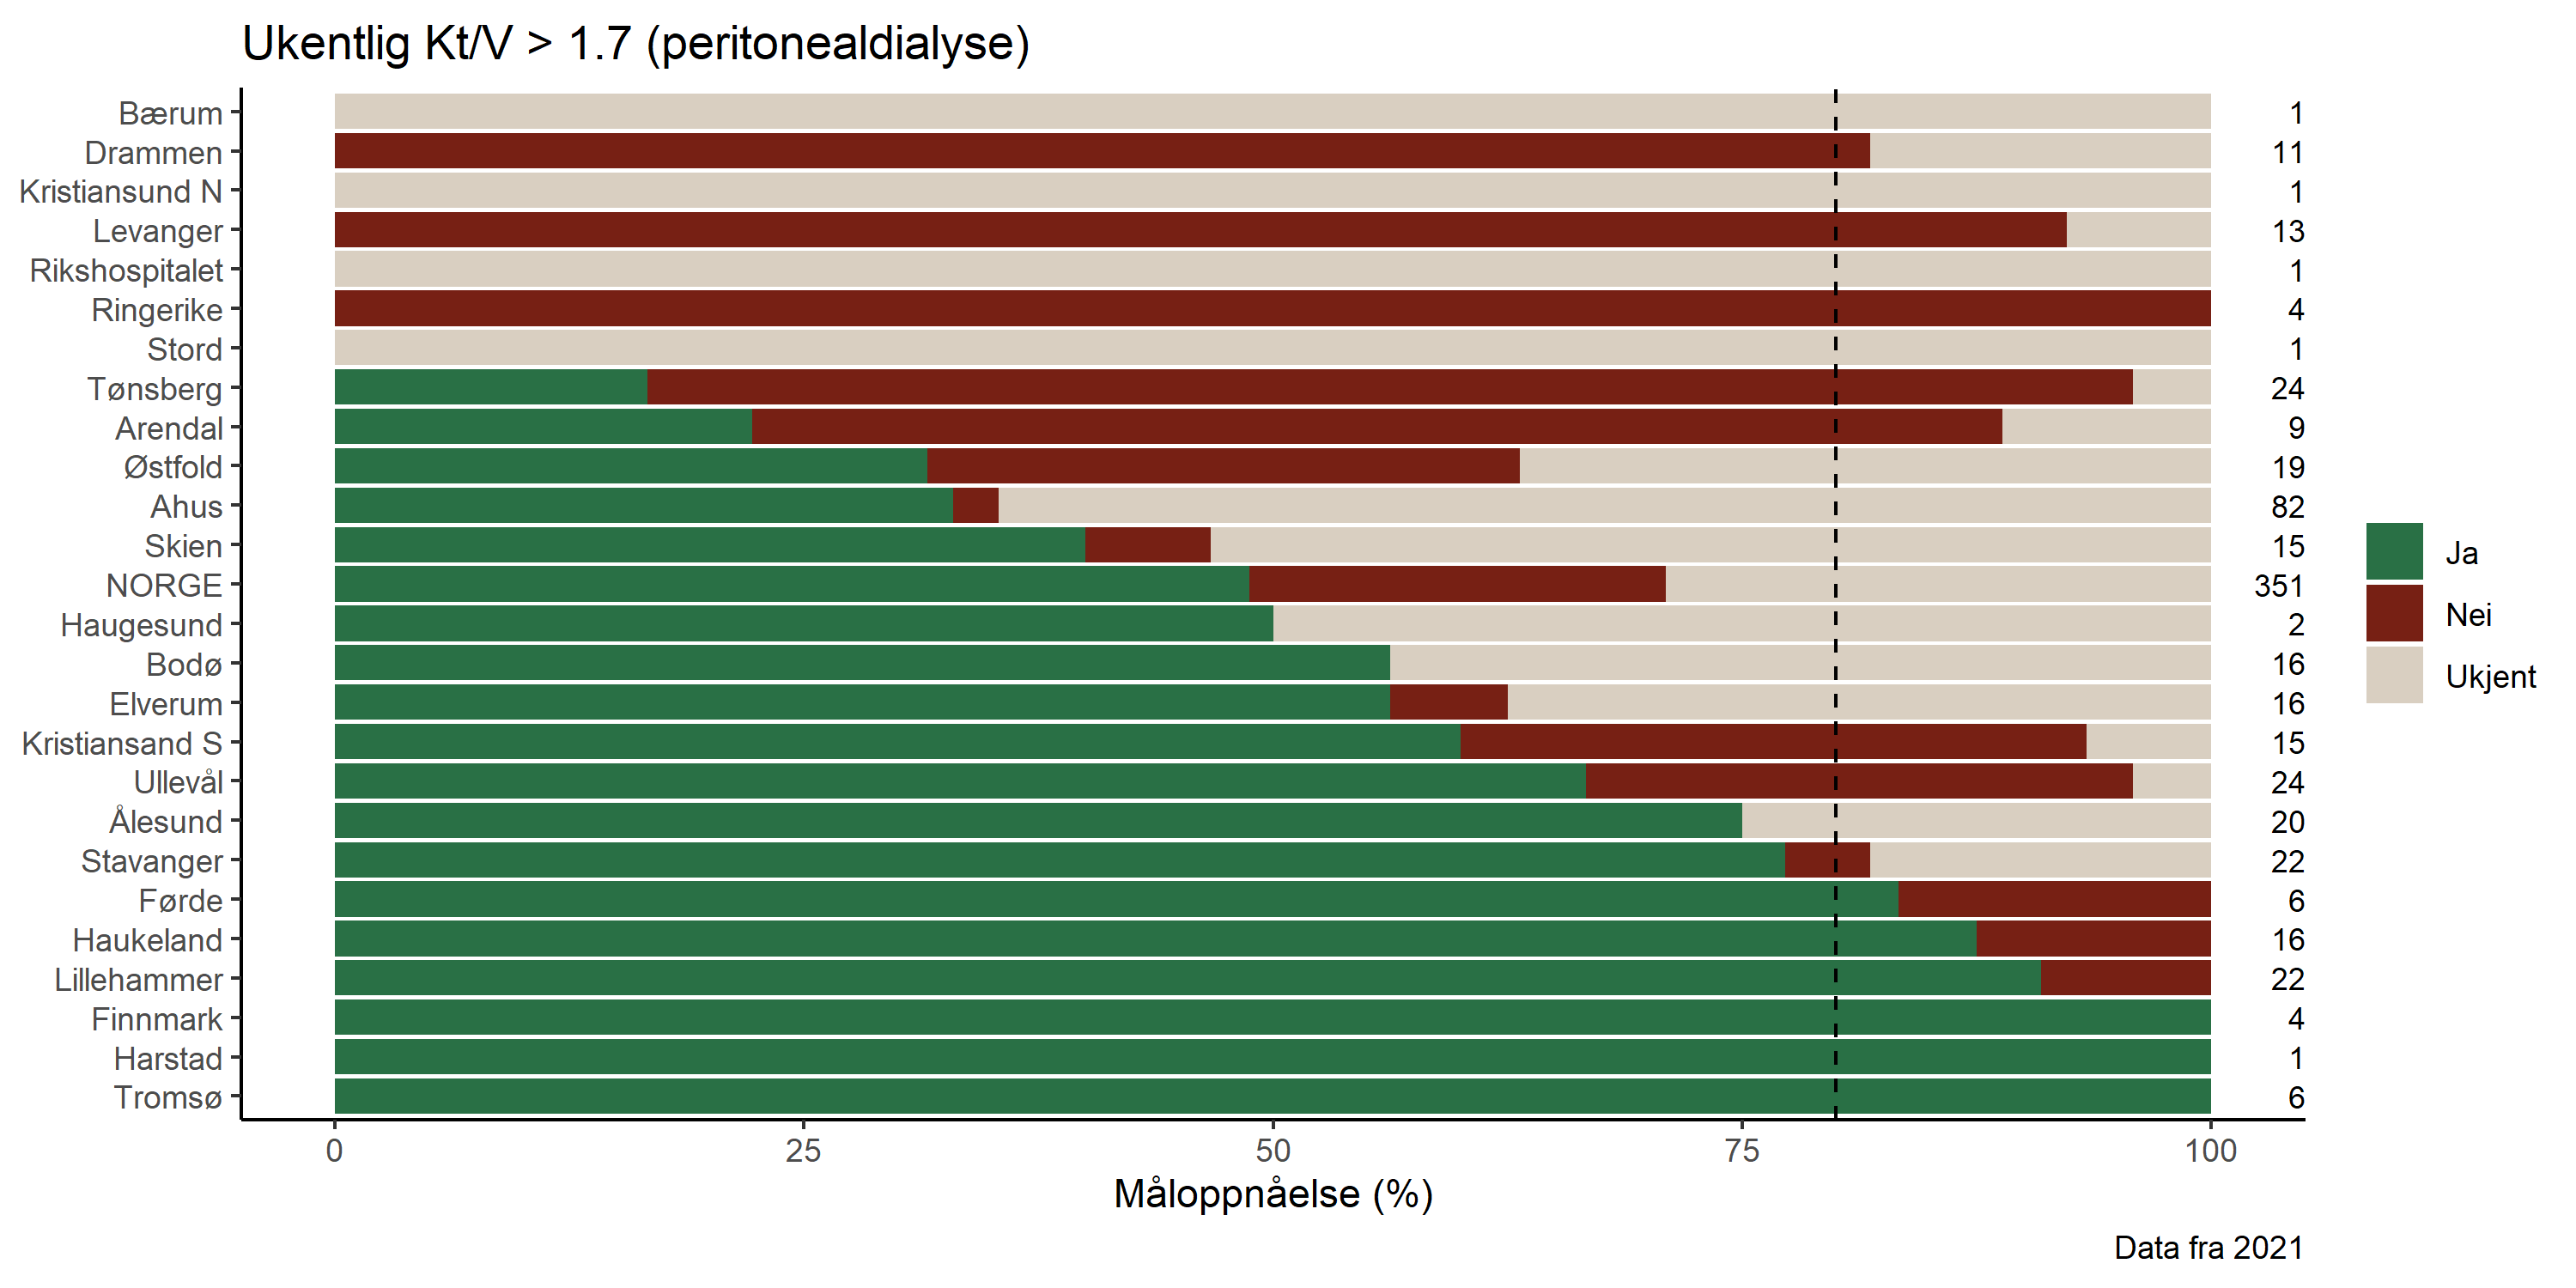 Ukentlig Kt/V > 1.7 (peritonealdialyse)
Bærum 1
Drammen 11
Kristiansund N 1
Levanger 13
Rikshospitalet 1
Ringerike 4
Stord 1
Tønsberg 24
Arendal 9
Østfold 19
Ahus 82
Skien 15
NORGE 351
Haugesund 2
Bodø 16
Elverum 16
Kristiansand S 15
Ullevål 24
Ålesund 20
Stavanger 22
Førde 6
Haukeland 16
Lillehammer 22
Finnmark 4
Harstad 1
Tromsø 6
0 25 50 75 100
Måloppnåelse (%)
Data fra 2021
Ja
Nei
Ukjent